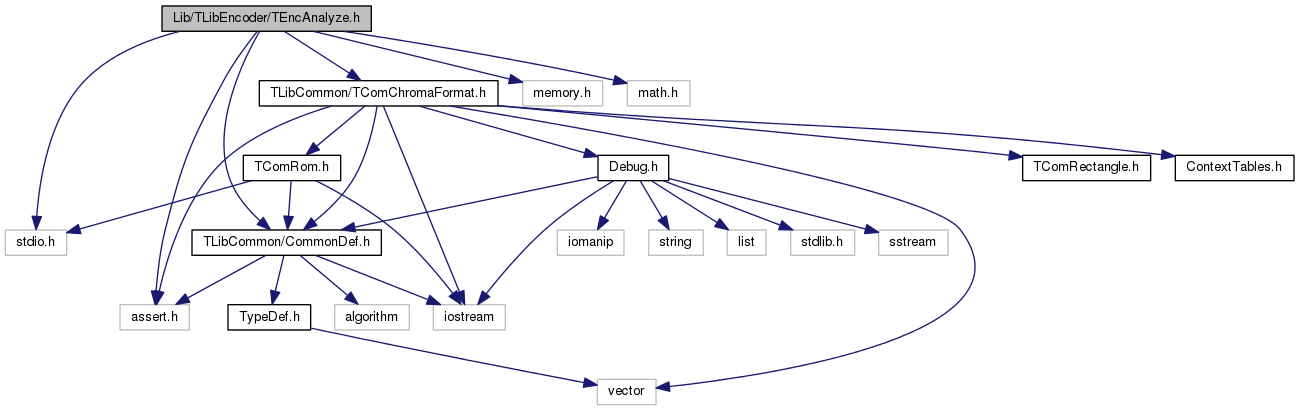 Lib/TLibEncoder/TEncAnalyze.h
TLibCommon/TComChromaFormat.h
memory.h
math.h
TComRom.h
Debug.h
TComRectangle.h
ContextTables.h
stdio.h
TLibCommon/CommonDef.h
iomanip
string
list
stdlib.h
sstream
assert.h
TypeDef.h
algorithm
iostream
vector